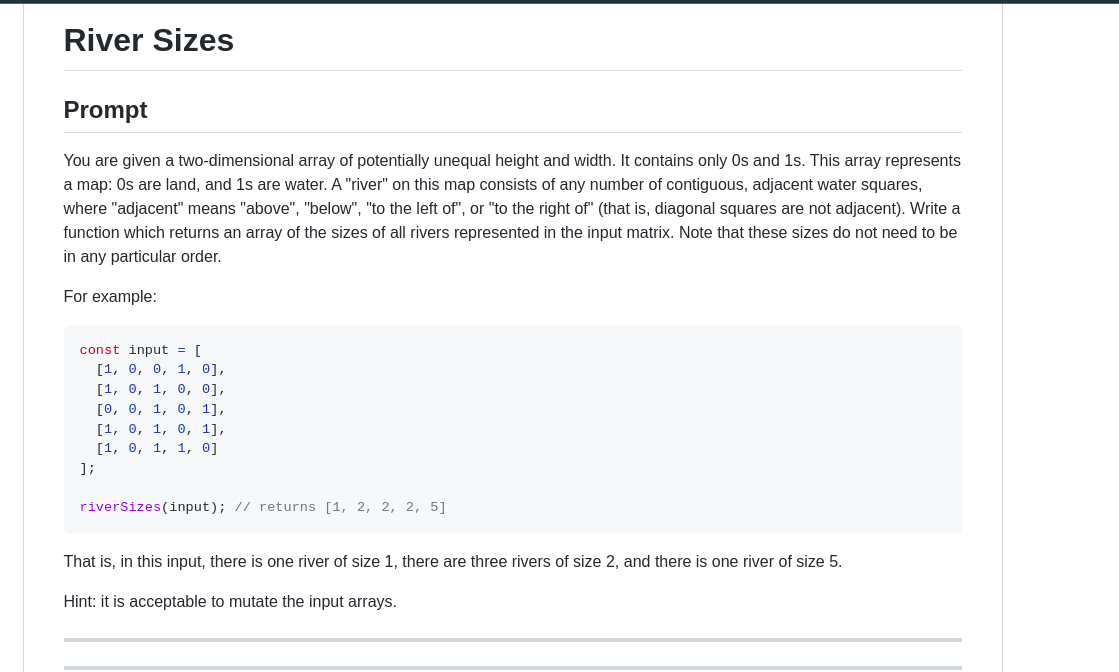 River Sizes
Prompt
You are given a two-dimensional array of potentially unequal height and width. It contains only 0s and 1s. This array represents
a map: 0s are land, and 1s are water. A "river" on this map consists of any number of contiguous, adjacent water squares,
where "adjacent" means "above", "below", "to the left of", or "to the right of" (that is, diagonal squares are not adjacent). Write a
function which returns an array of the sizes of all rivers represented in the input matrix. Note that these sizes do not need to be
in any particular order.
For example:
const input = [
  [1, 0, 0, 1, 0],
  [1, 0, 1, 0, 0],
  [0, 0, 1, 0, 1],
  [1, 0, 1, 0, 1],
  [1, 0, 1, 1, 0]
];
riverSizes(input); // returns [1, 2, 2, 2, 5]
That is, in this input, there is one river of size 1, there are three rivers of size 2, and there is one river of size 5.
Hint: it is acceptable to mutate the input arrays.